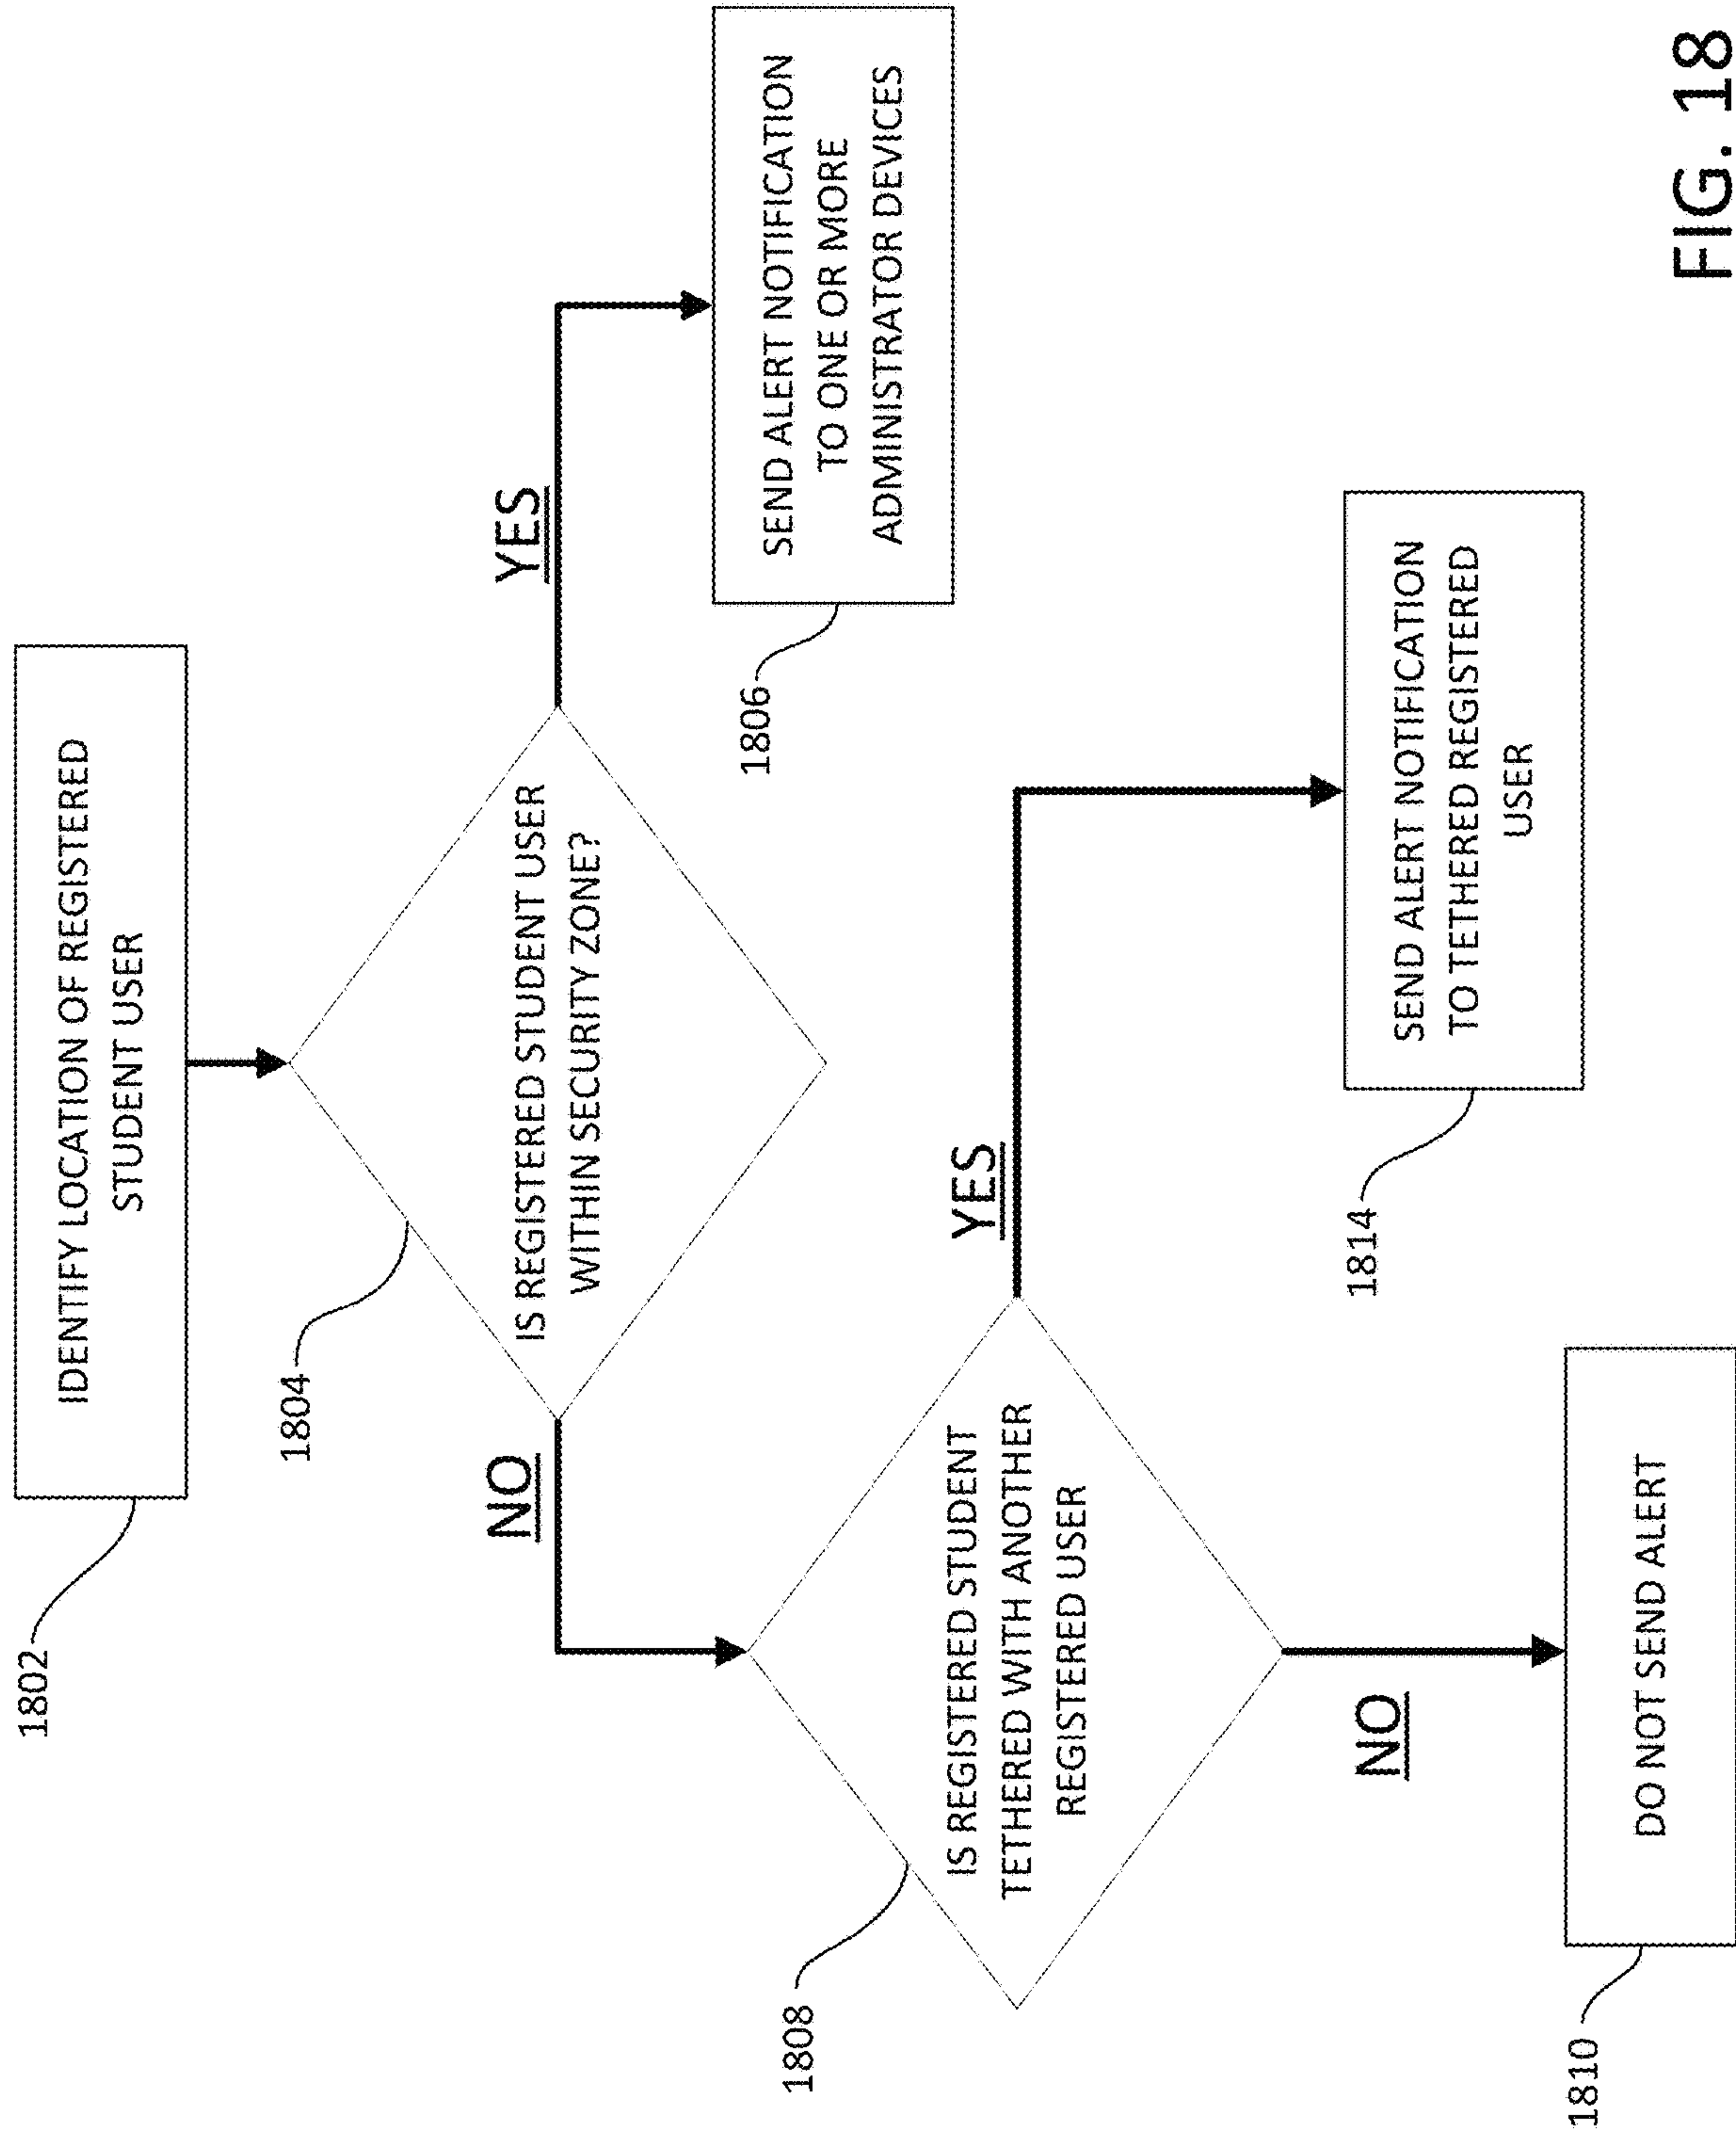 IDENTIFY LOCATION OF REGISTERED
STUDENT USER
1802
IS REGISTERED STUDENT USER
WITHIN SECURITY ZONE?
1804
YES
NO
SEND ALERT NOTIFICATION
TO ONE OR MORE
ADMINISTRATOR DEVICES
1806
IS REGISTERED STUDENT
TETHERED WITH ANOTHER
REGISTERED USER
1808
YES
NO
SEND ALERT NOTIFICATION
TO TETHERED REGISTERED
USER
1814
DO NOT SEND ALERT
1810
FIG. 18